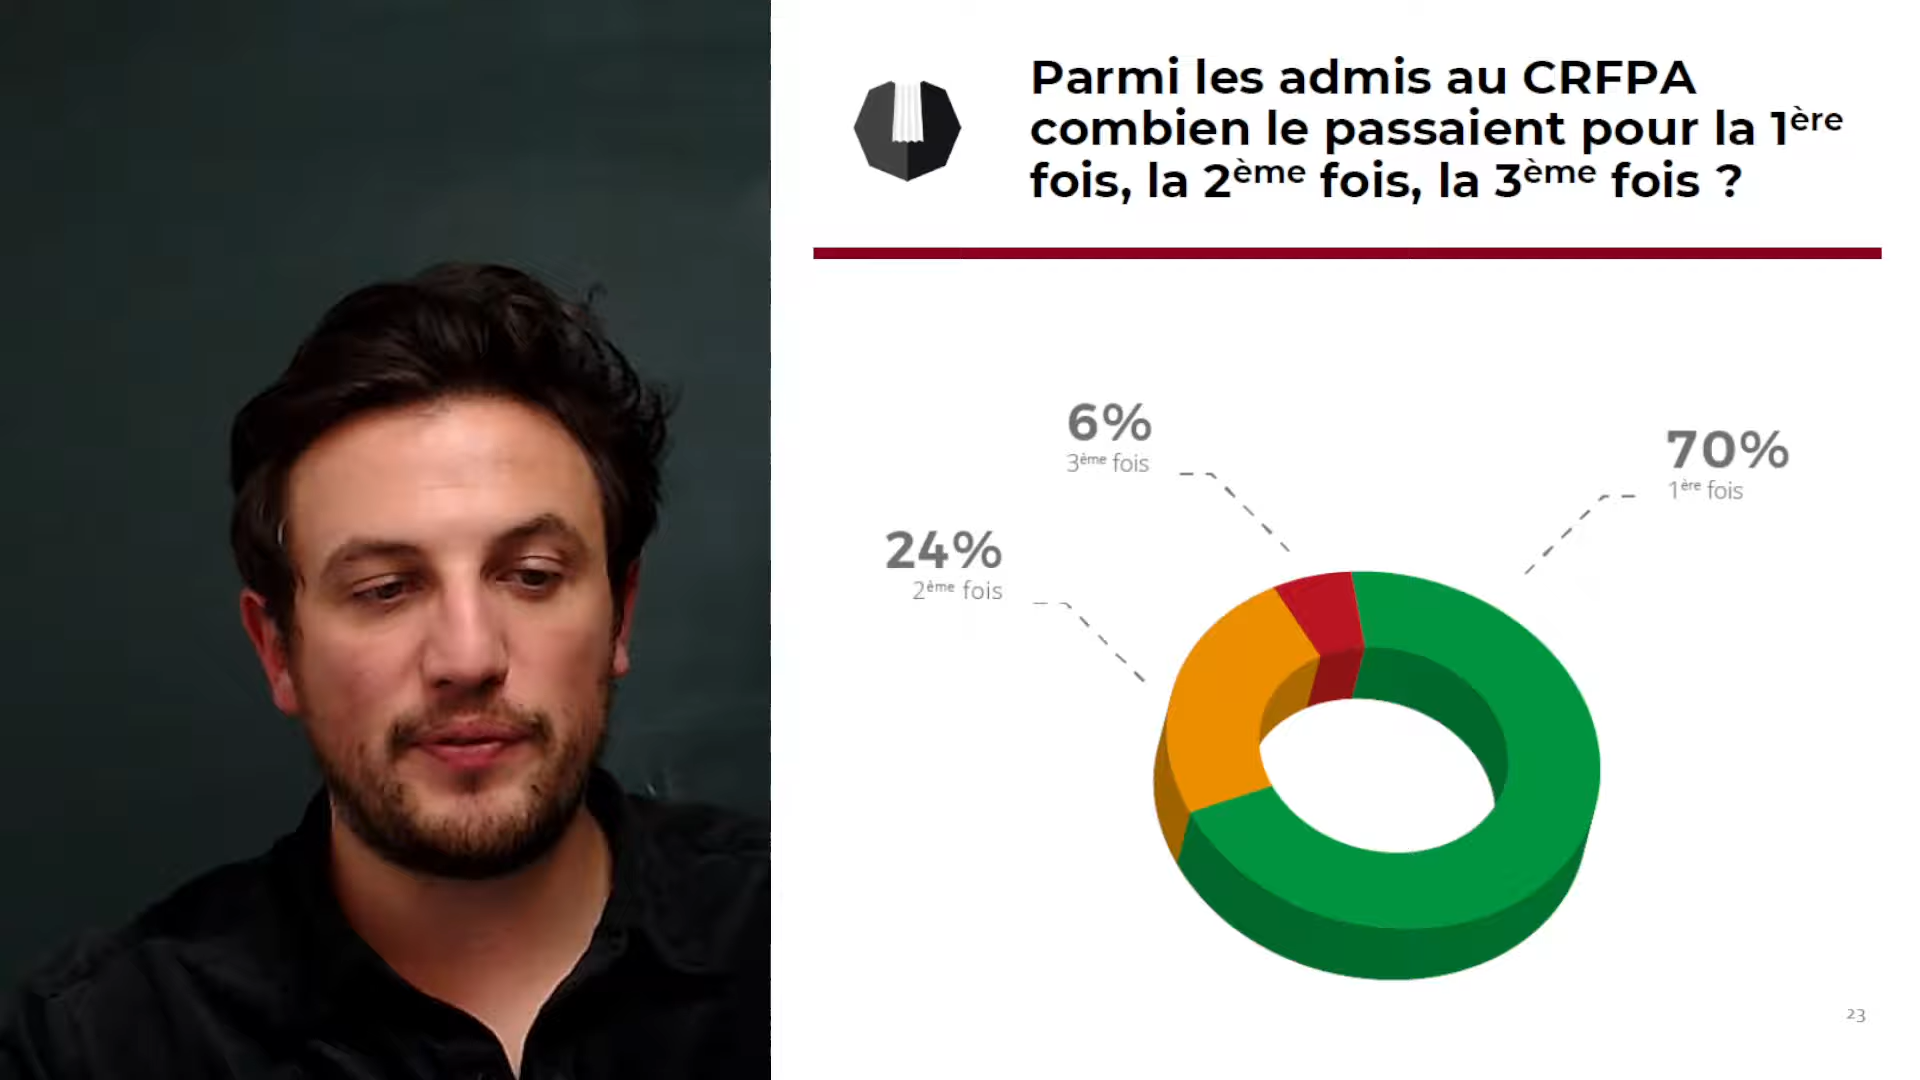 Parmi les admis au CRFPA
combien le passaient pour la 1ère
fois, la 2ème fois, la 3ème fois ?
6%
3ème fois
70%
1ère fois
24%
2ème fois
23